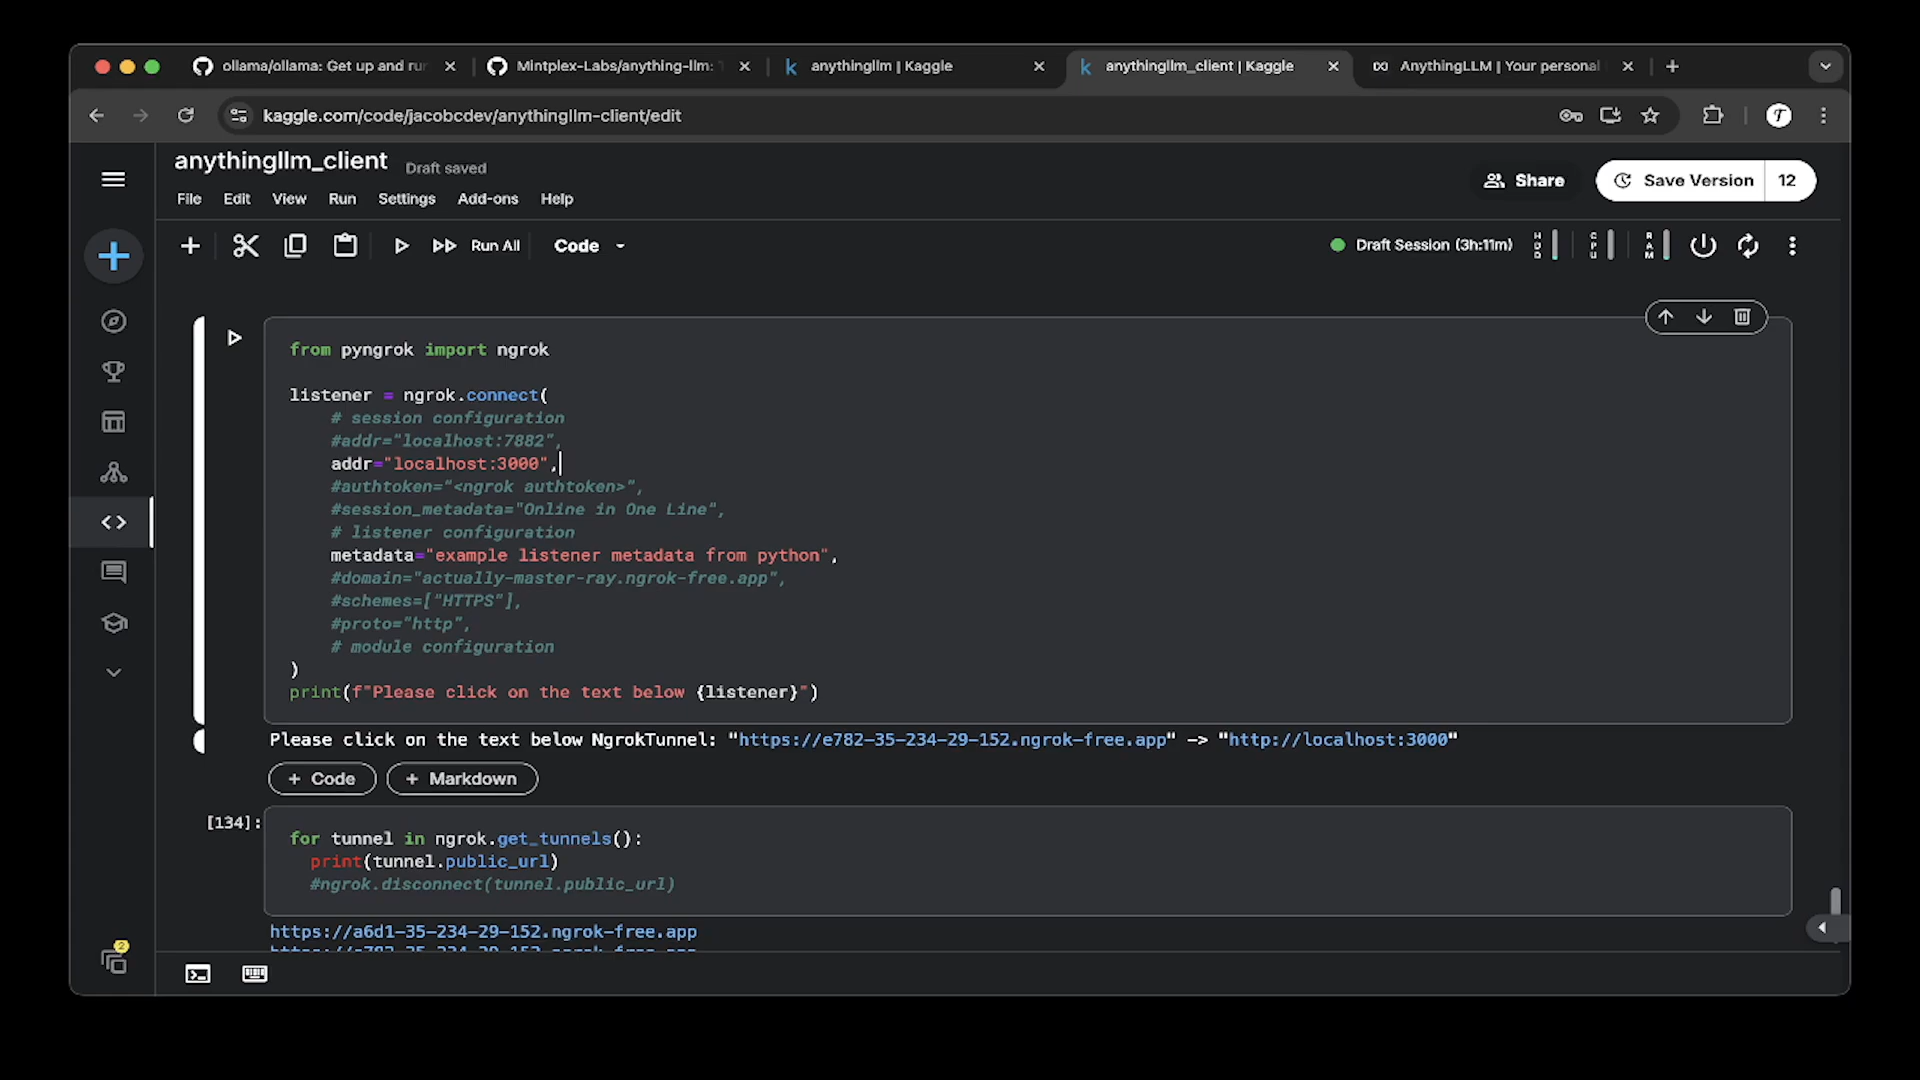 ollama/ollama: Get up and rur
Mintplex-Labs/anything-llm:
anythingllm | Kaggle
anythingllm_client | Kaggle
AnythingLLM | Your personal
kaggle.com/code/jacobcdev/anythingllm-client/edit
anythingllm_client Draft saved
Share
Save Version 12
File Edit View Run Settings Add-ons Help
Run All
Code
Draft Session (3h:11m)
HDD
CPU
RAM
from pyngrok import ngrok
listener = ngrok.connect(
# session configuration
#addr="localhost:7882",
addr="localhost:3000",
#authtoken="<ngrok authtoken>",
#session_metadata="Online in One Line",
# listener configuration
metadata="example listener metadata from python",
#domain="actually-master-ray.ngrok-free.app",
#schemes=["HTTPS"],
#proto="http",
# module configuration
)
print(f"Please click on the text below {listener}")
Please click on the text below NgrokTunnel: "https://e782-35-234-29-152.ngrok-free.app" -> "http://localhost:3000"
+ Code
+ Markdown
[134]:
for tunnel in ngrok.get_tunnels():
print(tunnel.public_url)
#ngrok.disconnect(tunnel.public_url)
https://a6d1-35-234-29-152.ngrok-free.app
2